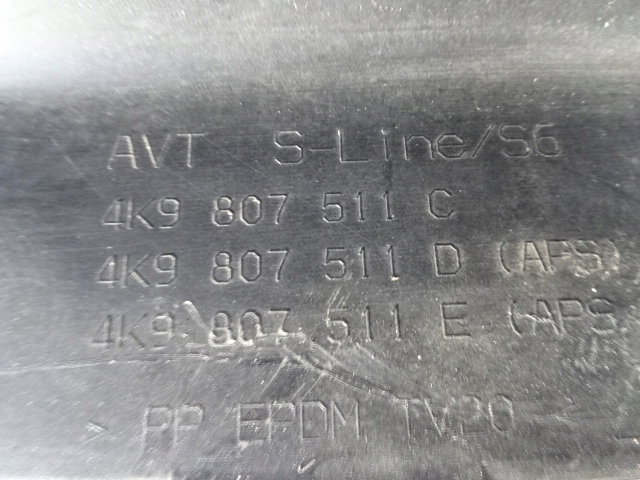 AVT S-Line/S6
4K9 807 511 C
4K9 807 511 D (APS)
4K9 807 511 E (APS
> PP EPDM TV20 <